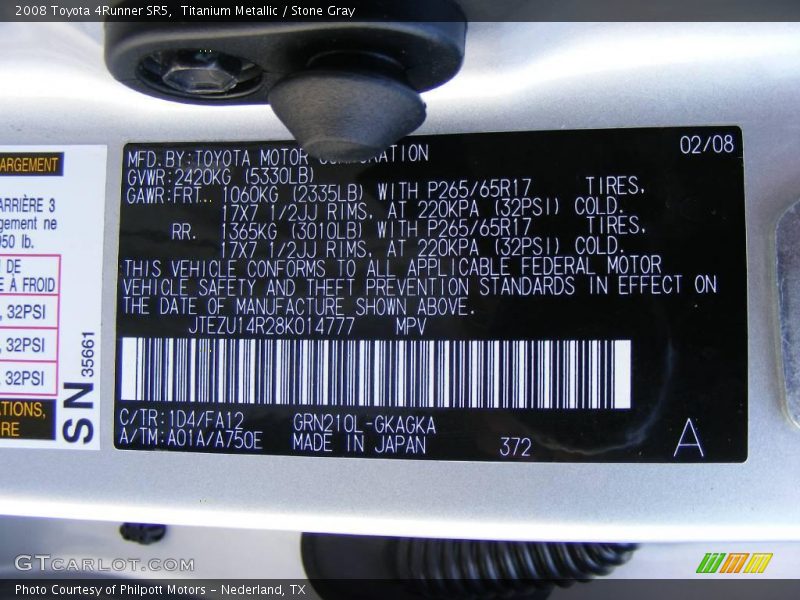 2008 Toyota 4Runner SR5,  Titanium Metallic / Stone Gray
MFD.BY:TOYOTA MOTOR CORPORATION 02/08
GVWR:2420KG (5330LB)
GAWR:FRT.. 1060KG (2335LB) WITH P265/65R17 TIRES,
17X7 1/2JJ RIMS, AT 220KPA (32PSI) COLD.
RR. 1365KG (3010LB) WITH P265/65R17 TIRES,
17X7 1/2JJ RIMS, AT 220KPA (32PSI) COLD.
THIS VEHICLE CONFORMS TO ALL APPLICABLE FEDERAL MOTOR
VEHICLE SAFETY AND THEFT PREVENTION STANDARDS IN EFFECT ON
THE DATE OF MANUFACTURE SHOWN ABOVE.
JTEZU14R28K014777 MPV
C/TR:1D4/FA12 GRN210L-GKAGKA
A/TM:A01A/A750E MADE IN JAPAN 372 A
ARRIÈRE 3
ne
lb.
DE
À FROID
, 32PSI
, 32PSI
, 32PSI
SN 35661
GTCARLOT.COM
Photo Courtesy of Philpott Motors - Nederland, TX